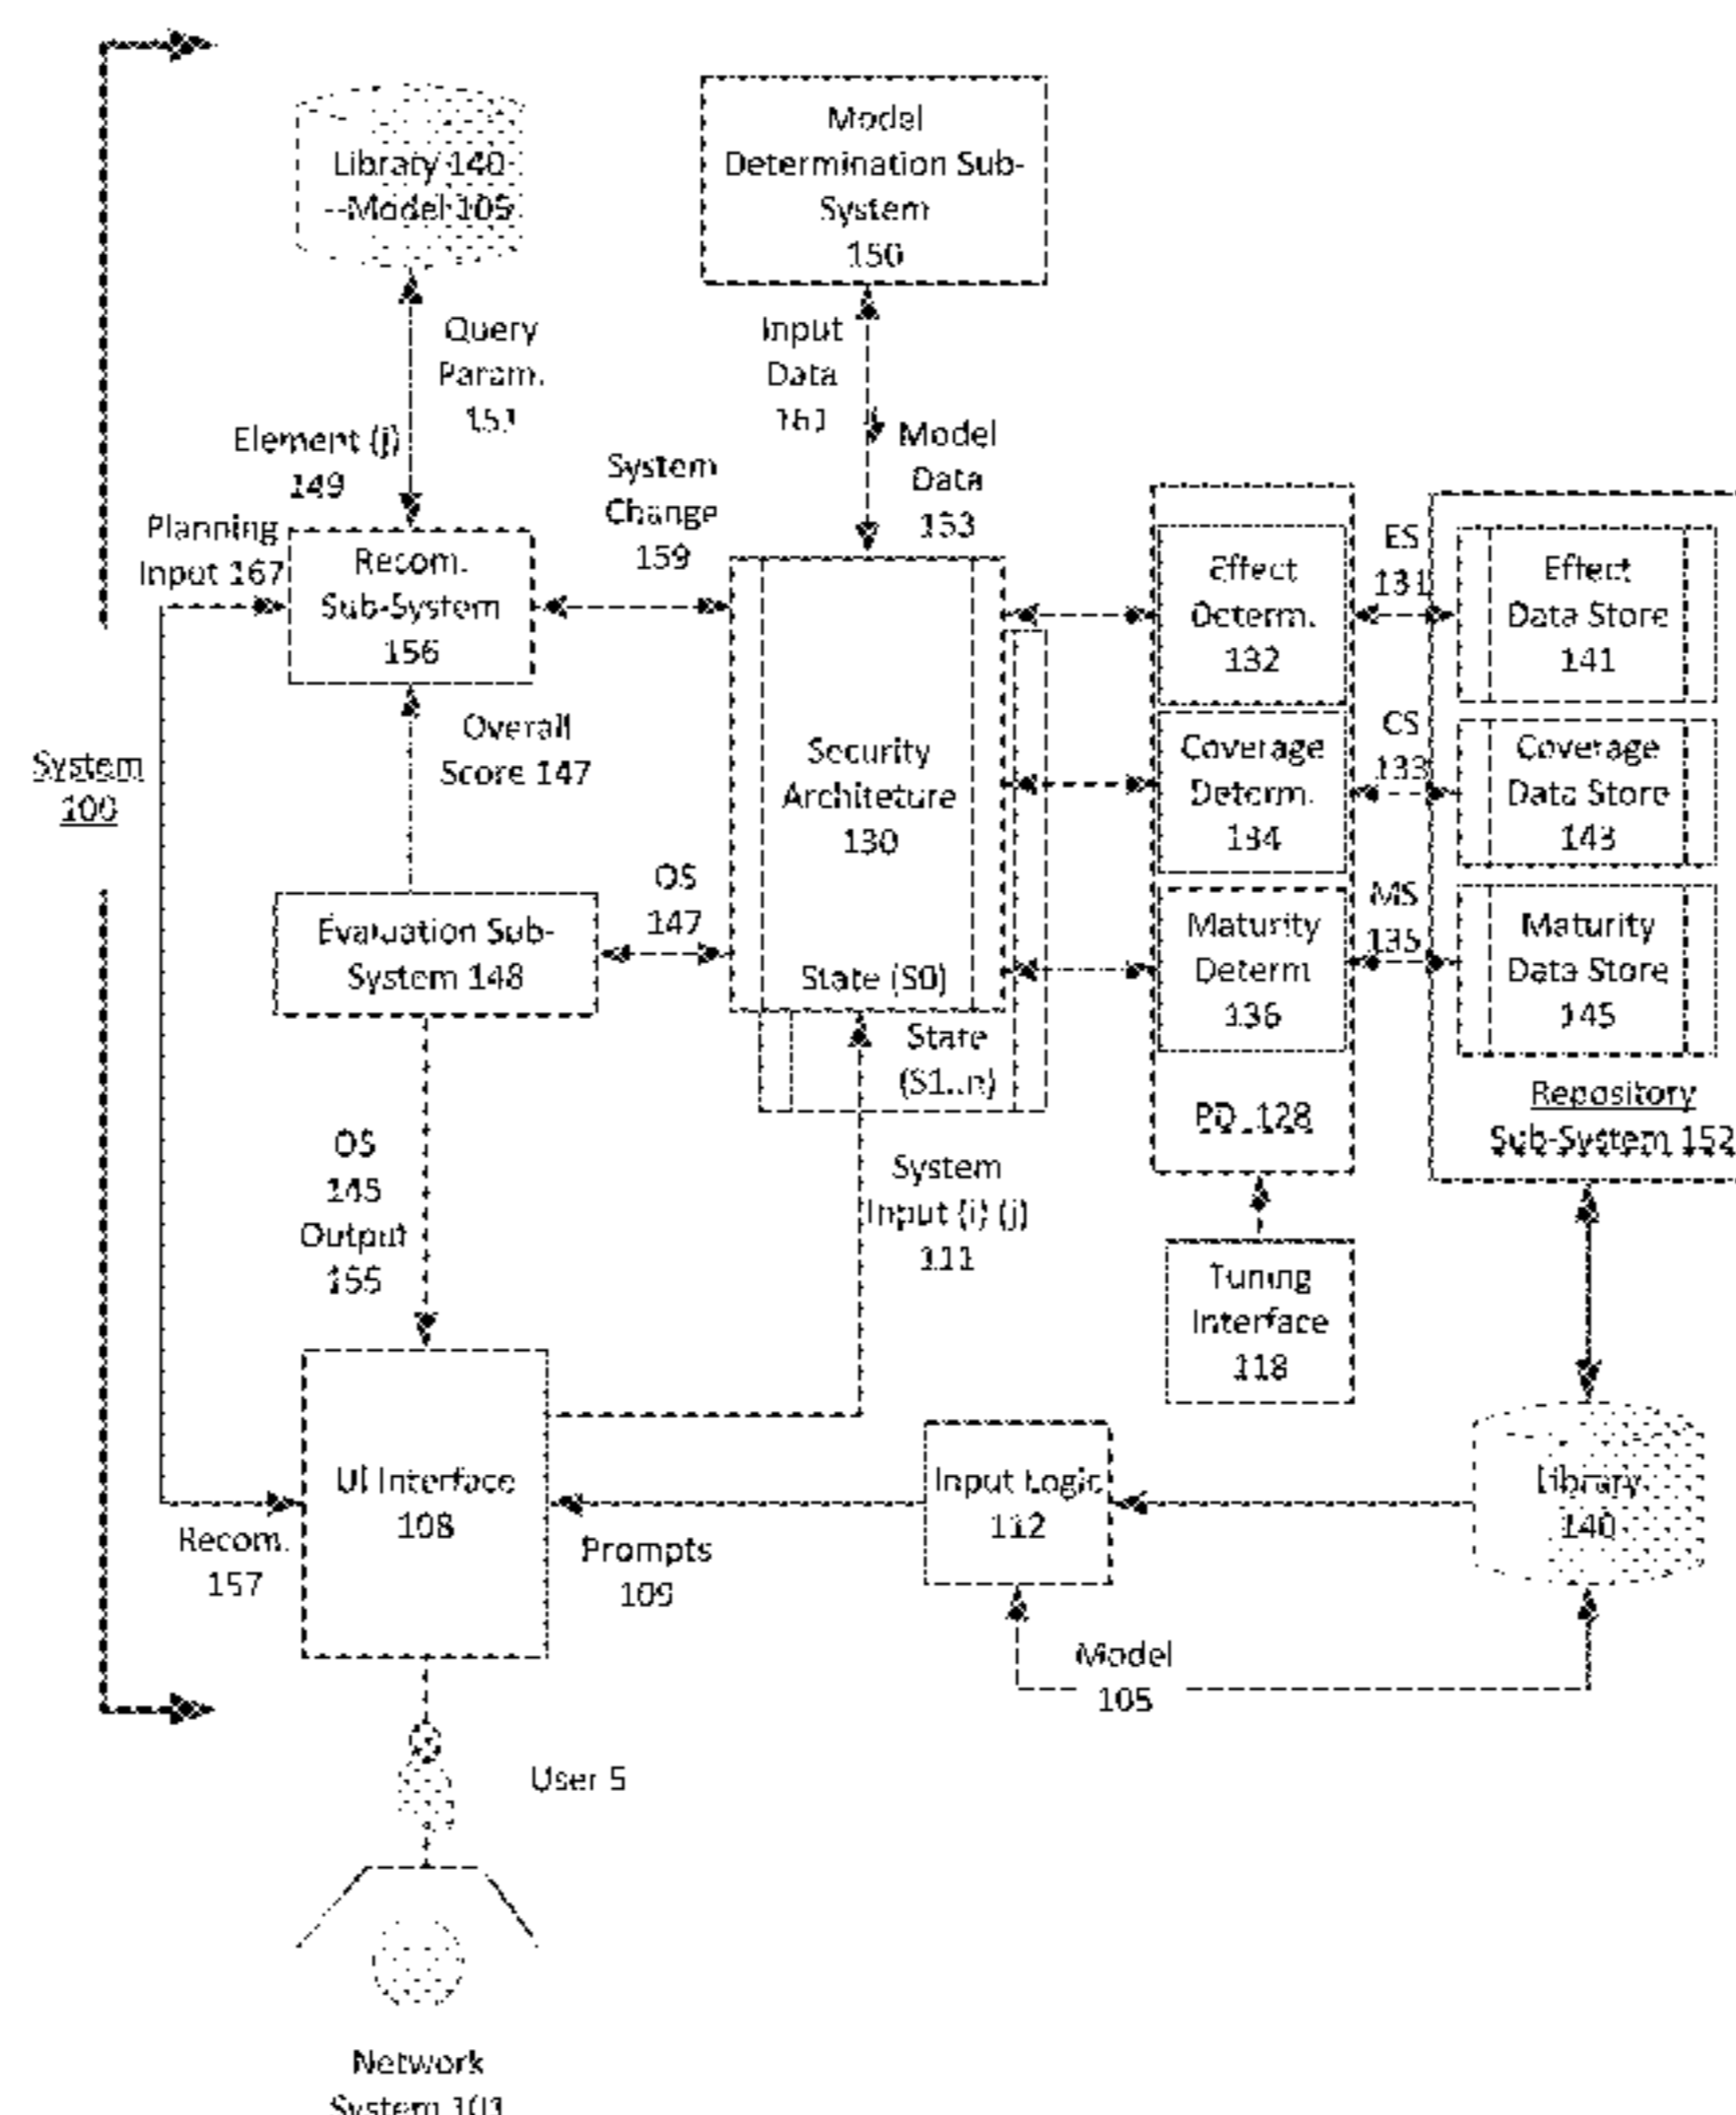 Library 140
--Model 105
Model
Determination Sub-
System
150
Query
Param.
151
Input
Data
161
Element (j)
149
System
Change
159
Model
Data
153
Planning
Input 167
Recom.
Sub-System
156
Effect
Determ.
132
ES
131
Effect
Data Store
141
System
100
Overall
Score 147
Security
Architeture
130
Coverage
Determ.
134
CS
133
Coverage
Data Store
143
Evaluation Sub-
System 148
OS
147
State (S0)
State
(S1..n)
Maturity
Determ
136
MS
135
Maturity
Data Store
145
PD 128
Repository
Sub-System 152
OS
145
Output
155
System
Input (i) (j)
111
Tuning
Interface
118
UI Interface
108
Recom.
157
Prompts
109
Input Logic
112
Library
140
Model
105
User 5
Network
System 101